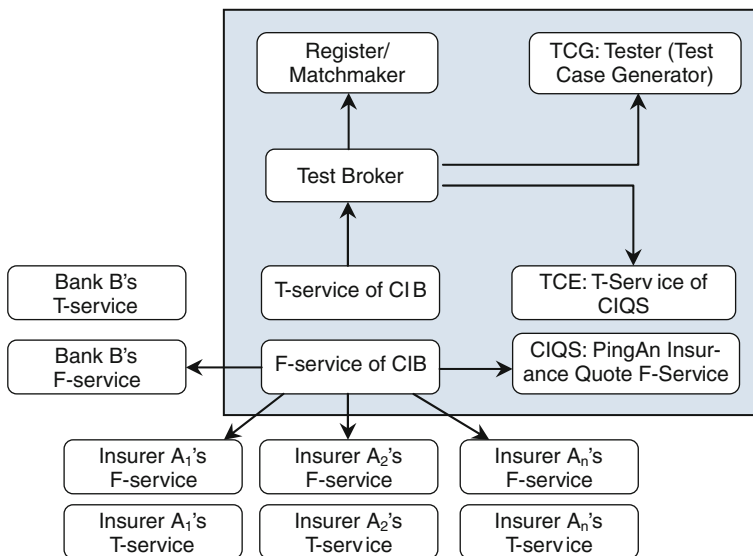 Register/
Matchmaker
TCG: Tester (Test
Case Generator)
Test Broker
Bank B's
T-service
T-service of CIB
TCE: T-Service of
CIQS
Bank B's
F-service
F-service of CIB
CIQS: PingAn Insur-
ance Quote F-Service
Insurer A₁'s
F-service
Insurer A₂'s
F-service
Insurer Aₙ's
F-service
Insurer A₁'s
T-service
Insurer A₂'s
T-service
Insurer Aₙ's
T-service